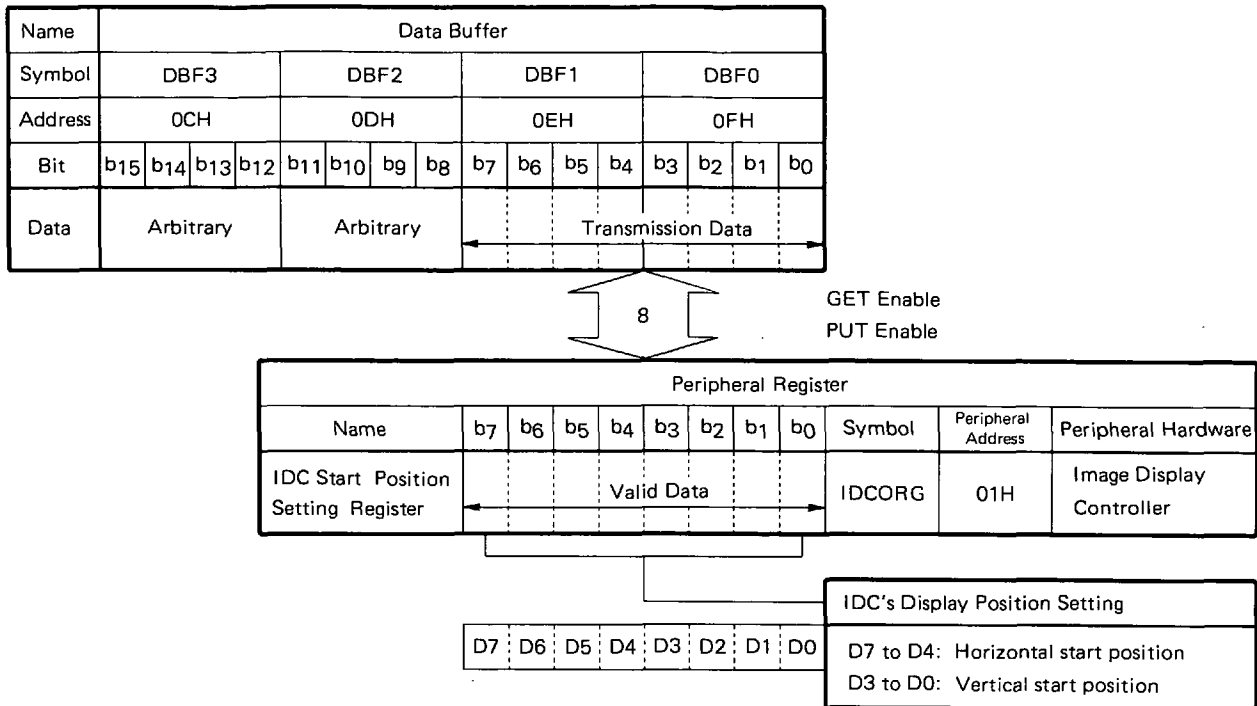 Name Data Buffer
Symbol DBF3 DBF2 DBF1 DBF0
Address 0CH 0DH 0EH 0FH
Bit b15 b14 b13 b12 b11 b10 b9 b8 b7 b6 b5 b4 b3 b2 b1 b0
Data Arbitrary Arbitrary Transmission Data
8
GET Enable
PUT Enable
Peripheral Register
Name b7 b6 b5 b4 b3 b2 b1 b0 Symbol Peripheral Address Peripheral Hardware
IDC Start Position
Setting Register
Valid Data
IDCORG
01H
Image Display
Controller
IDC's Display Position Setting
D7 D6 D5 D4 D3 D2 D1 D0
D7 to D4: Horizontal start position
D3 to D0: Vertical start position